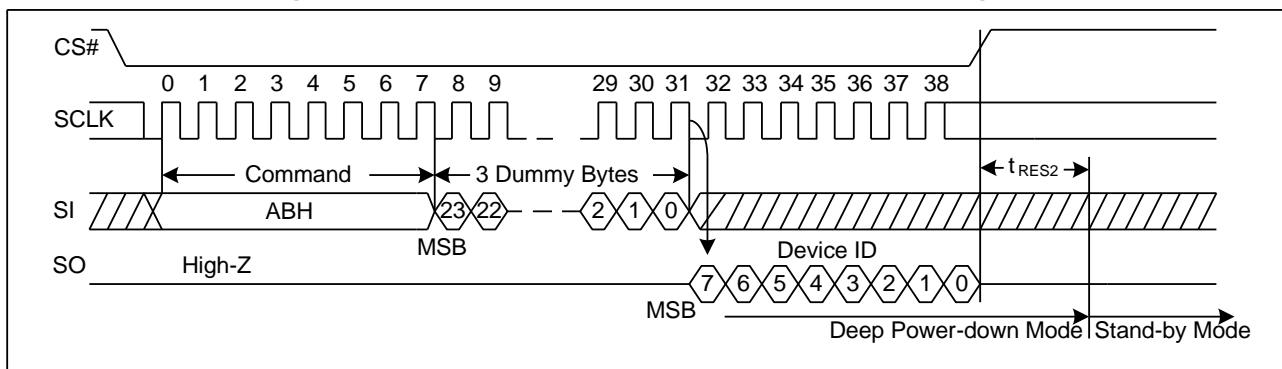 CS#
0 1 2 3 4 5 6 7 8 9 29 30 31 32 33 34 35 36 37 38
SCLK
Command 3 Dummy Bytes tRES2
SI ABH 23 22 2 1 0
MSB Device ID
SO High-Z 7 6 5 4 3 2 1 0
MSB
Deep Power-down Mode Stand-by Mode